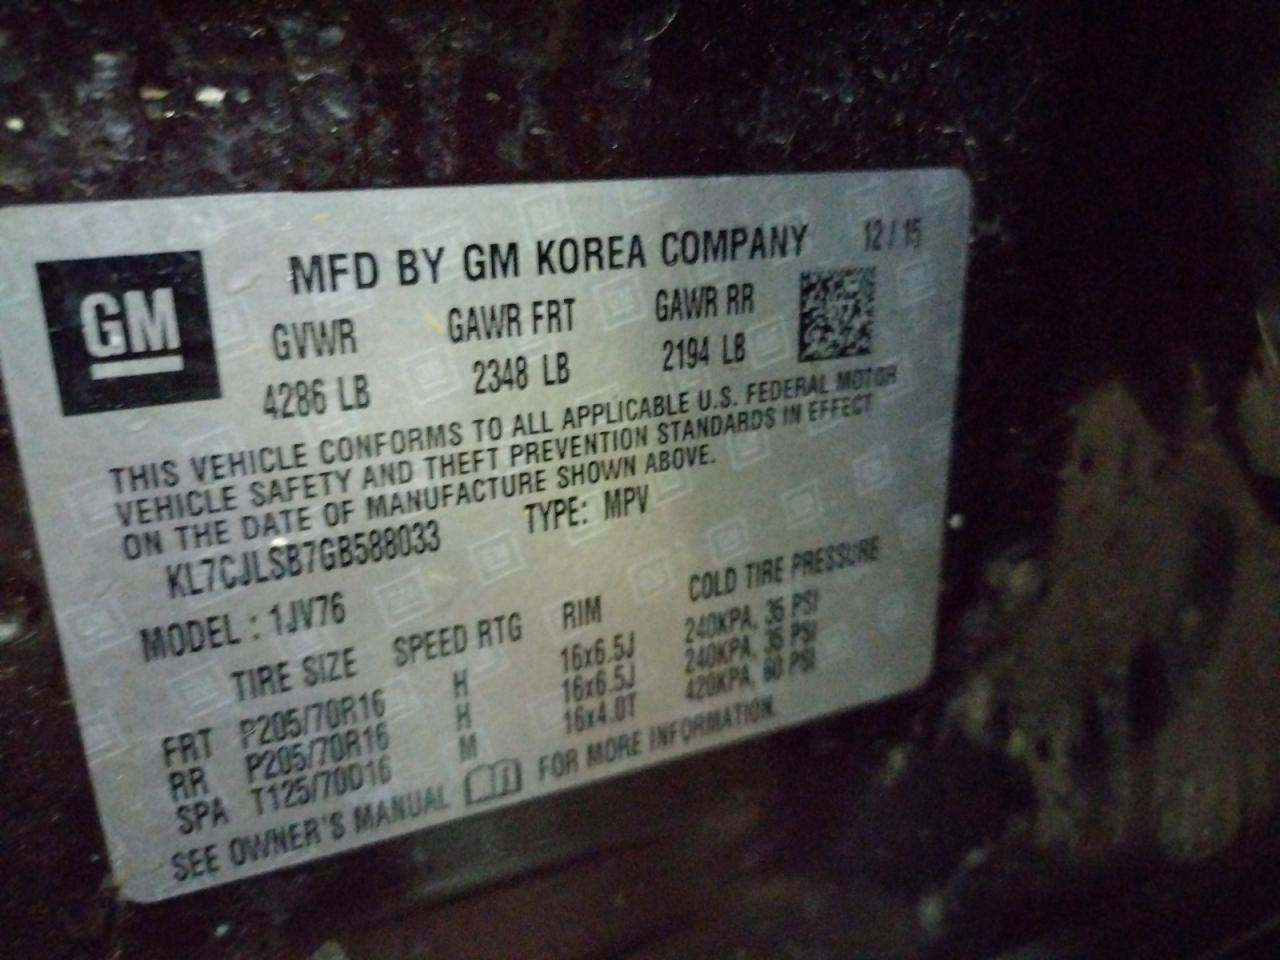 GM
MFD BY GM KOREA COMPANY 12 / 15
GVWR GAWR FRT GAWR RR
4286 LB 2348 LB 2194 LB
THIS VEHICLE CONFORMS TO ALL APPLICABLE U.S. FEDERAL MOTOR
VEHICLE SAFETY AND THEFT PREVENTION STANDARDS IN EFFECT
ON THE DATE OF MANUFACTURE SHOWN ABOVE.
KL7CJLSB7GB588033 TYPE: MPV
MODEL : 1JV76
TIRE SIZE SPEED RTG RIM COLD TIRE PRESSURE
FRT P205/70R16 H 16x6.5J 240KPA, 35 PSI
RR P205/70R16 H 16x6.5J 240KPA, 35 PSI
SPA T125/70D16 M 16x4.0T 420KPA, 60 PSI
SEE OWNER'S MANUAL FOR MORE INFORMATION.